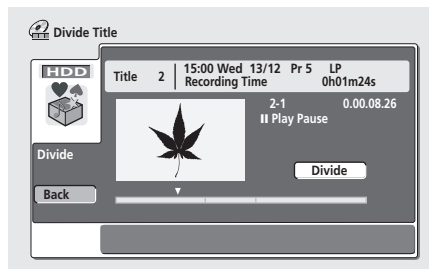 Divide Title
HDD
Title 2 15:00 Wed 13/12 Pr 5 LP
Recording Time 0h01m24s
2-1 0.00.08.26
Play Pause
Divide
Divide
Back